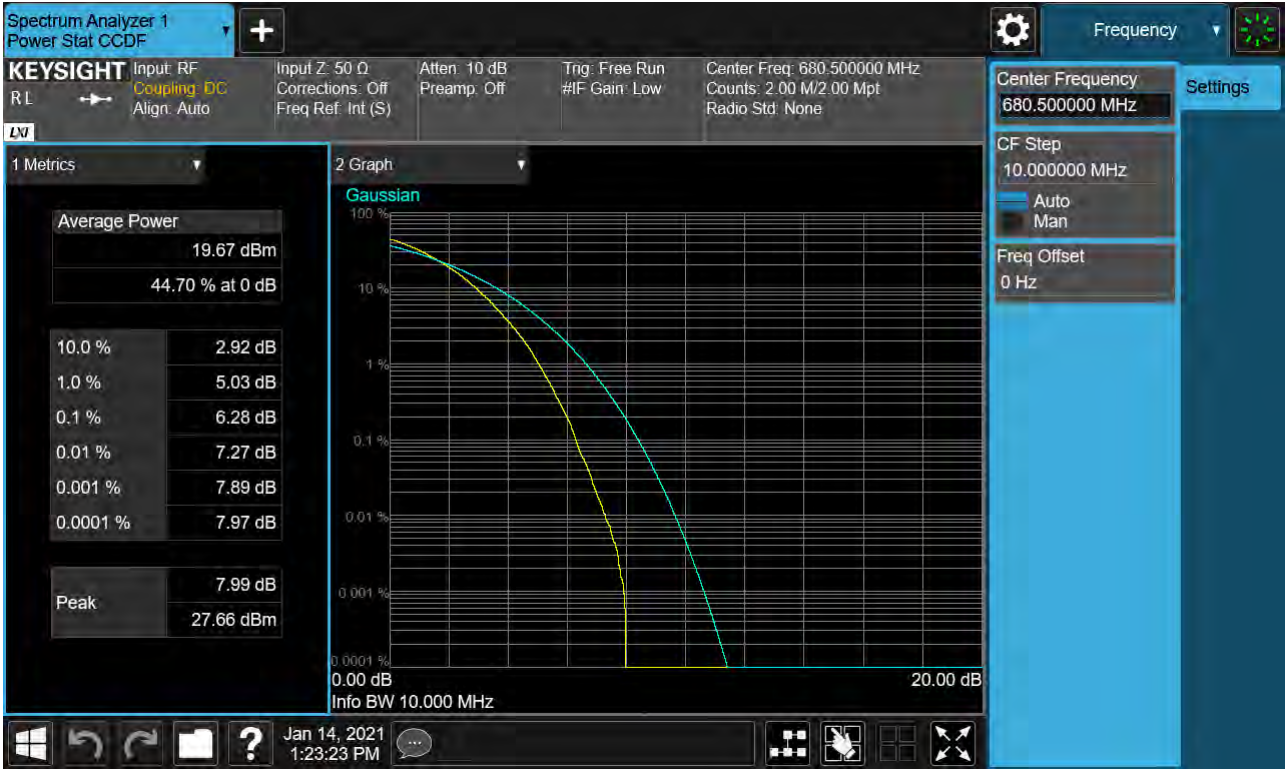 Spectrum Analyzer 1
Power Stat CCDF
Frequency
KEYSIGHT
R L
LXI
Input: RF
Coupling: DC
Align: Auto
Input Z: 50 Ω
Corrections: Off
Freq Ref: Int (S)
Atten: 10 dB
Preamp: Off
Trig: Free Run
#IF Gain: Low
Center Freq: 680.500000 MHz
Counts: 2.00 M/2.00 Mpt
Radio Std: None
Center Frequency
680.500000 MHz
Settings
CF Step
10.000000 MHz
Auto
Man
Freq Offset
0 Hz
1 Metrics
Average Power
19.67 dBm
44.70 % at 0 dB
10.0 % 2.92 dB
1.0 % 5.03 dB
0.1 % 6.28 dB
0.01 % 7.27 dB
0.001 % 7.89 dB
0.0001 % 7.97 dB
Peak
7.99 dB
27.66 dBm
2 Graph
Gaussian
100 %
10 %
1 %
0.1 %
0.01 %
0.001 %
0.0001 %
0.00 dB 20.00 dB
Info BW 10.000 MHz
?
Jan 14, 2021
1:23:23 PM